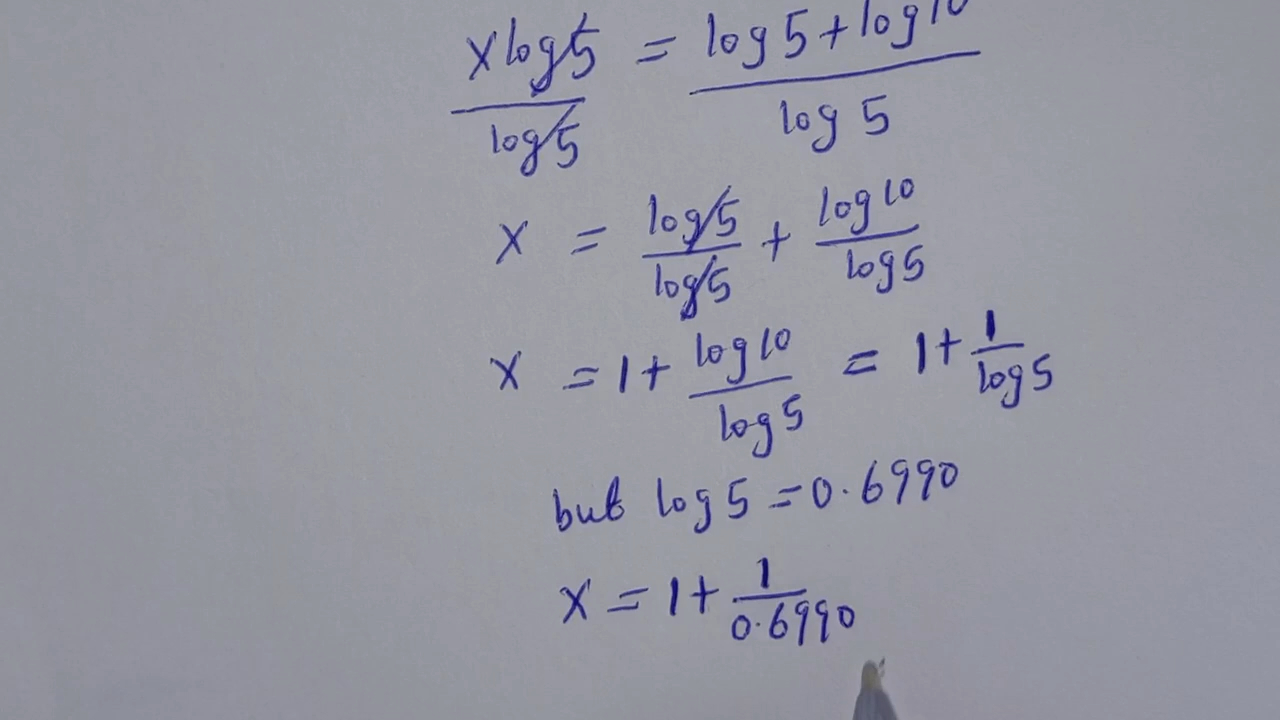 x log 5 / log 5 = log 5 + log 10 / log 5
x = log 5 / log 5 + log 10 / log 5
x = 1 + log 10 / log 5 = 1 + 1 / log 5
but log 5 = 0.6990
x = 1 + 1 / 0.6990